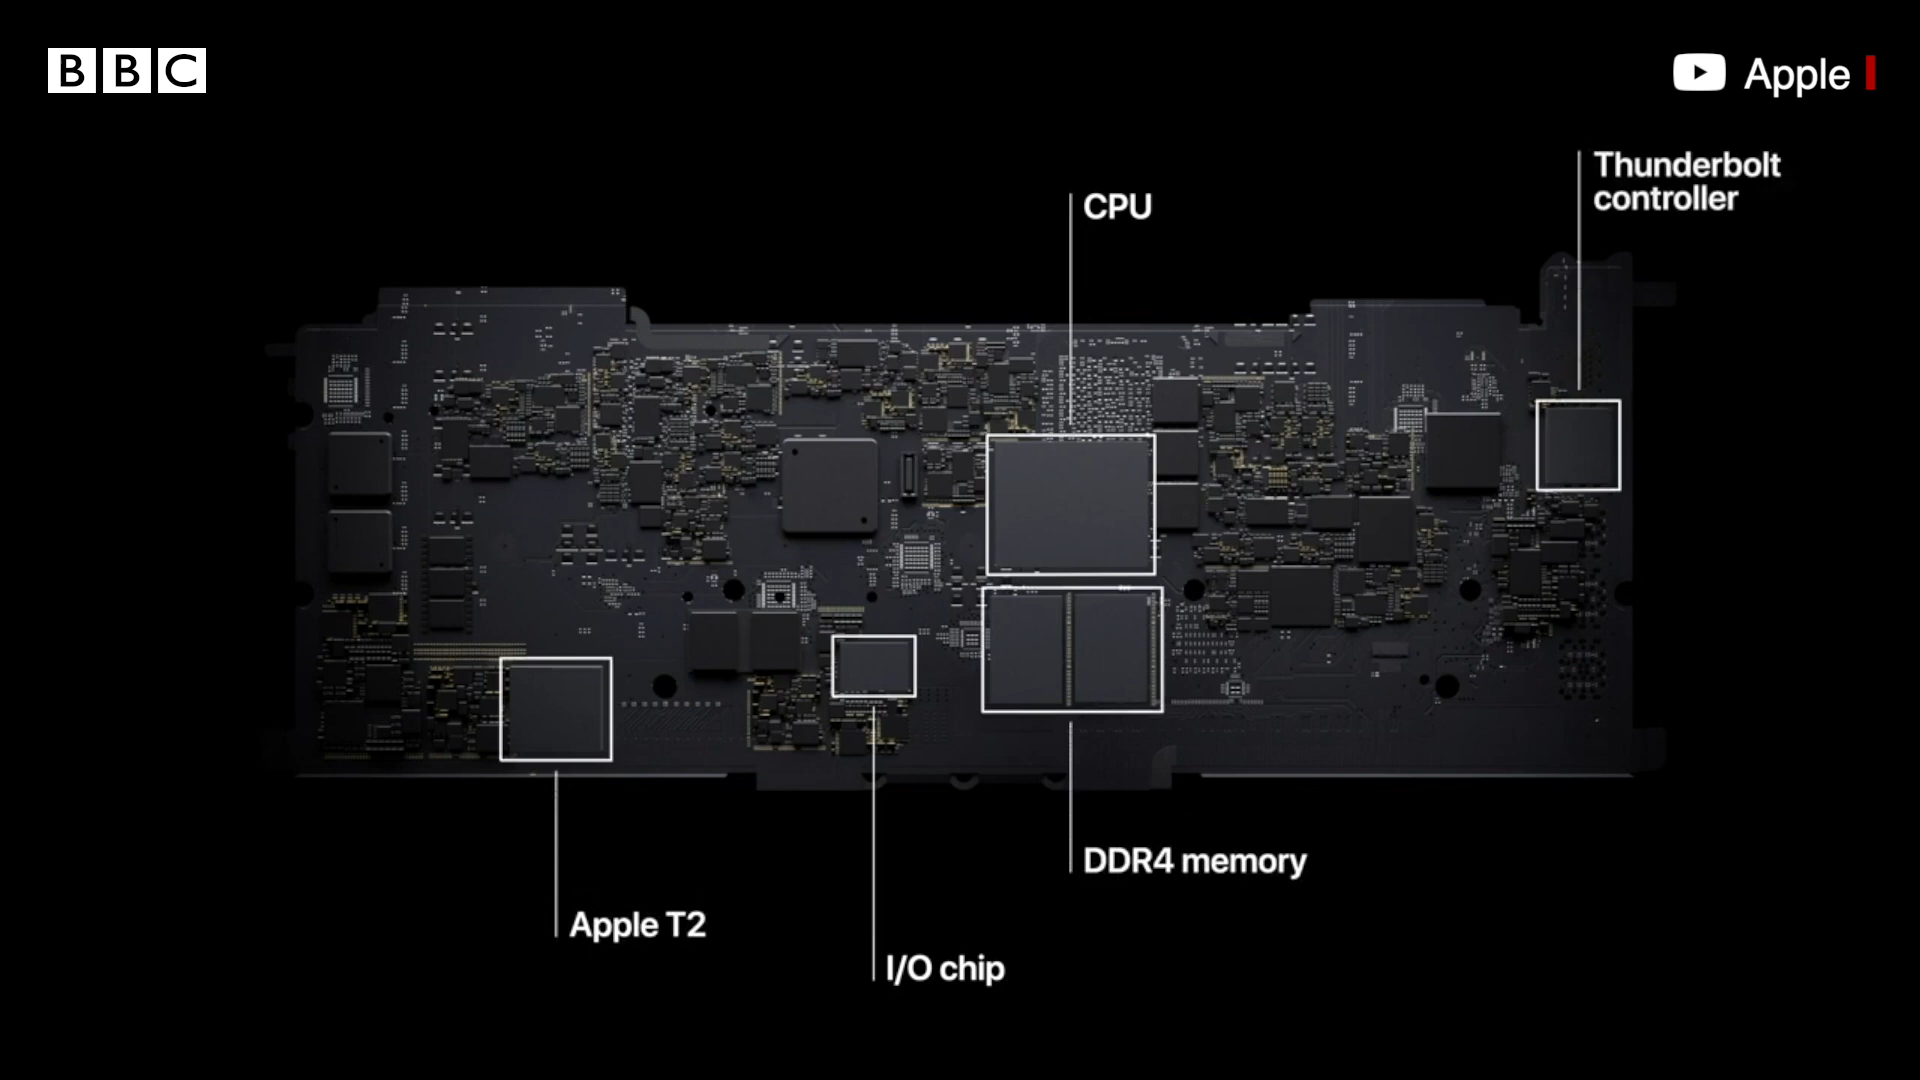 BBC
Apple
Thunderbolt
controller
CPU
DDR4 memory
Apple T2
I/O chip